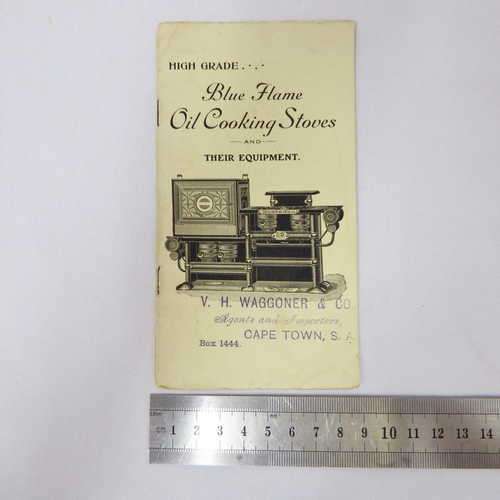 HIGH GRADE . · , ·
Blue Flame
Oil Cooking Stoves
— AND —
THEIR EQUIPMENT.
V. H. WAGGONER & CO
Agents and Importers,
CAPE TOWN, S. A
Box 1444.
cm 1 2 3 4 5 6 7 8 9 10 11 12 13 14